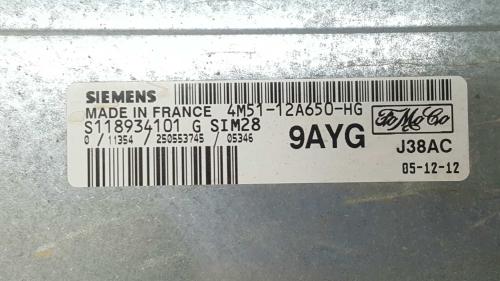 SIEMENS
MADE IN FRANCE 4M51-12A650-HG
S118934101 G SIM28
0 / 11354 / 250553745 / 05346
9AYG
FoMoCo
J38AC
05-12-12